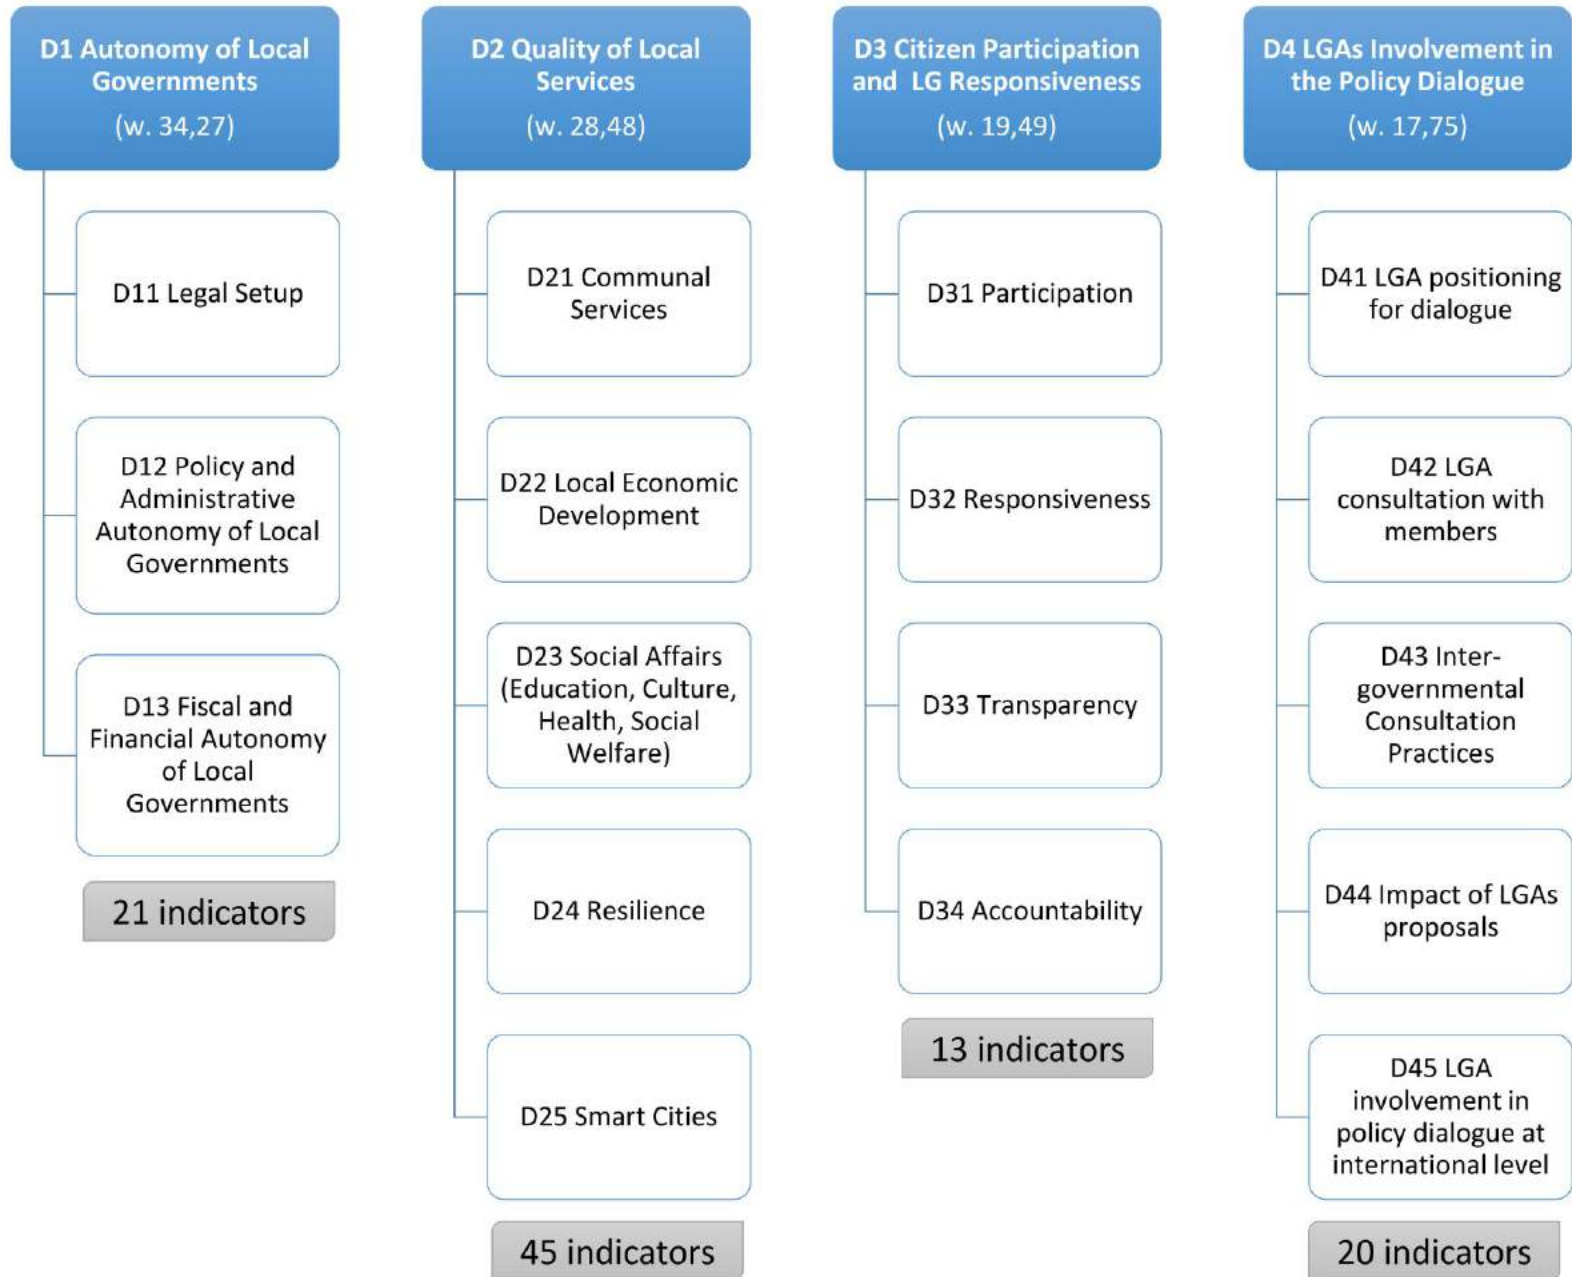 D1 Autonomy of Local
Governments
(w. 34,27)
D11 Legal Setup
D12 Policy and
Administrative
Autonomy of Local
Governments
D13 Fiscal and
Financial Autonomy
of Local
Governments
21 indicators
D2 Quality of Local
Services
(w. 28,48)
D21 Communal
Services
D22 Local Economic
Development
D23 Social Affairs
(Education, Culture,
Health, Social
Welfare)
D24 Resilience
D25 Smart Cities
45 indicators
D3 Citizen Participation
and LG Responsiveness
(w. 19,49)
D31 Participation
D32 Responsiveness
D33 Transparency
D34 Accountability
13 indicators
D4 LGAs Involvement in
the Policy Dialogue
(w. 17,75)
D41 LGA positioning
for dialogue
D42 LGA
consultation with
members
D43 Inter-
governmental
Consultation
Practices
D44 Impact of LGAs
proposals
D45 LGA
involvement in
policy dialogue at
international level
20 indicators